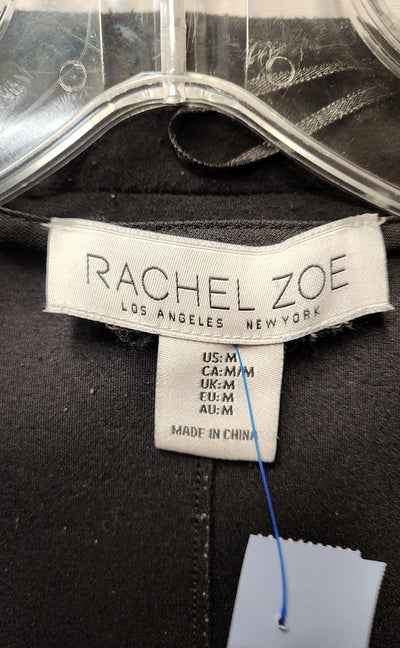 RACHEL ZOE
LOS ANGELES NEW YORK
US: M
CA: M/M
UK: M
EU: M
AU: M
MADE IN CHINA